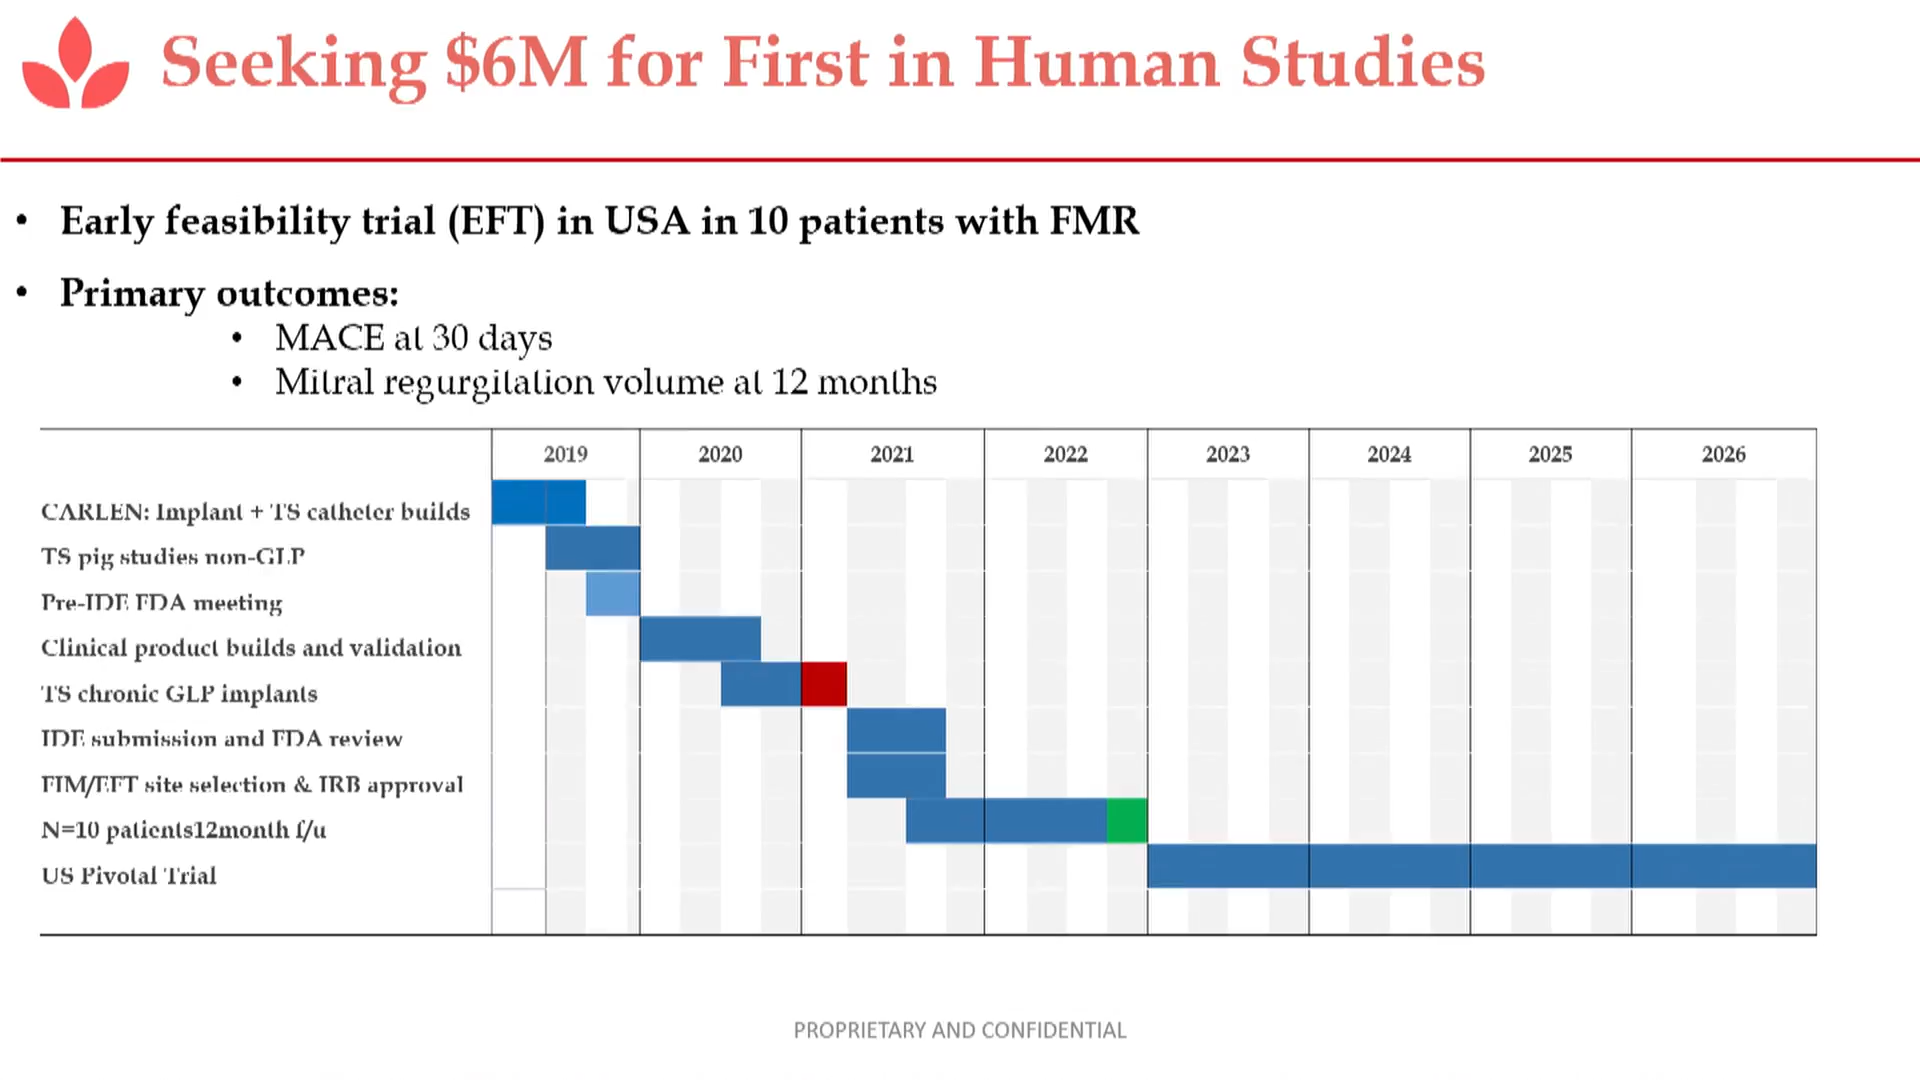 Seeking $6M for First in Human Studies
• Early feasibility trial (EFT) in USA in 10 patients with FMR
• Primary outcomes:
• MACE at 30 days
• Mitral regurgitation volume at 12 months
2019 2020 2021 2022 2023 2024 2025 2026
CARLEN: Implant + TS catheter builds
TS pig studies non-GLP
Pre-IDE FDA meeting
Clinical product builds and validation
TS chronic GLP implants
IDE submission and FDA review
FIM/EFT site selection & IRB approval
N=10 patients12month f/u
US Pivotal Trial
PROPRIETARY AND CONFIDENTIAL